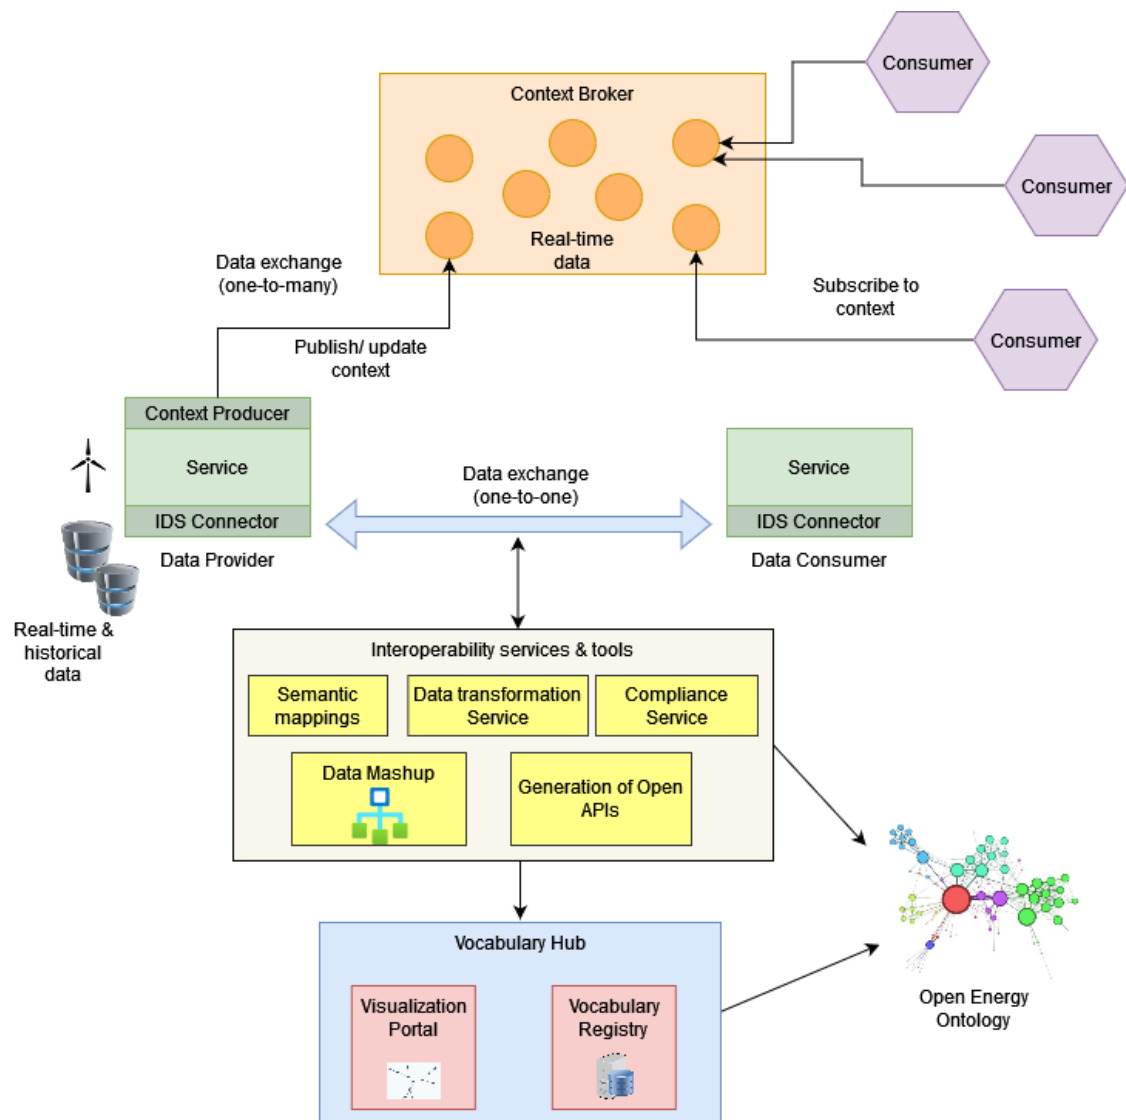 Consumer
Context Broker
Consumer
Real-time
data
Data exchange
(one-to-many)
Subscribe to
context
Consumer
Publish/ update
context
Context Producer
Service
IDS Connector
Data Provider
Real-time &
historical
data
Data exchange
(one-to-one)
Service
IDS Connector
Data Consumer
Interoperability services & tools
Semantic
mappings
Data transformation
Service
Compliance
Service
Data Mashup
Generation of Open
APIs
Vocabulary Hub
Visualization
Portal
Vocabulary
Registry
Open Energy
Ontology